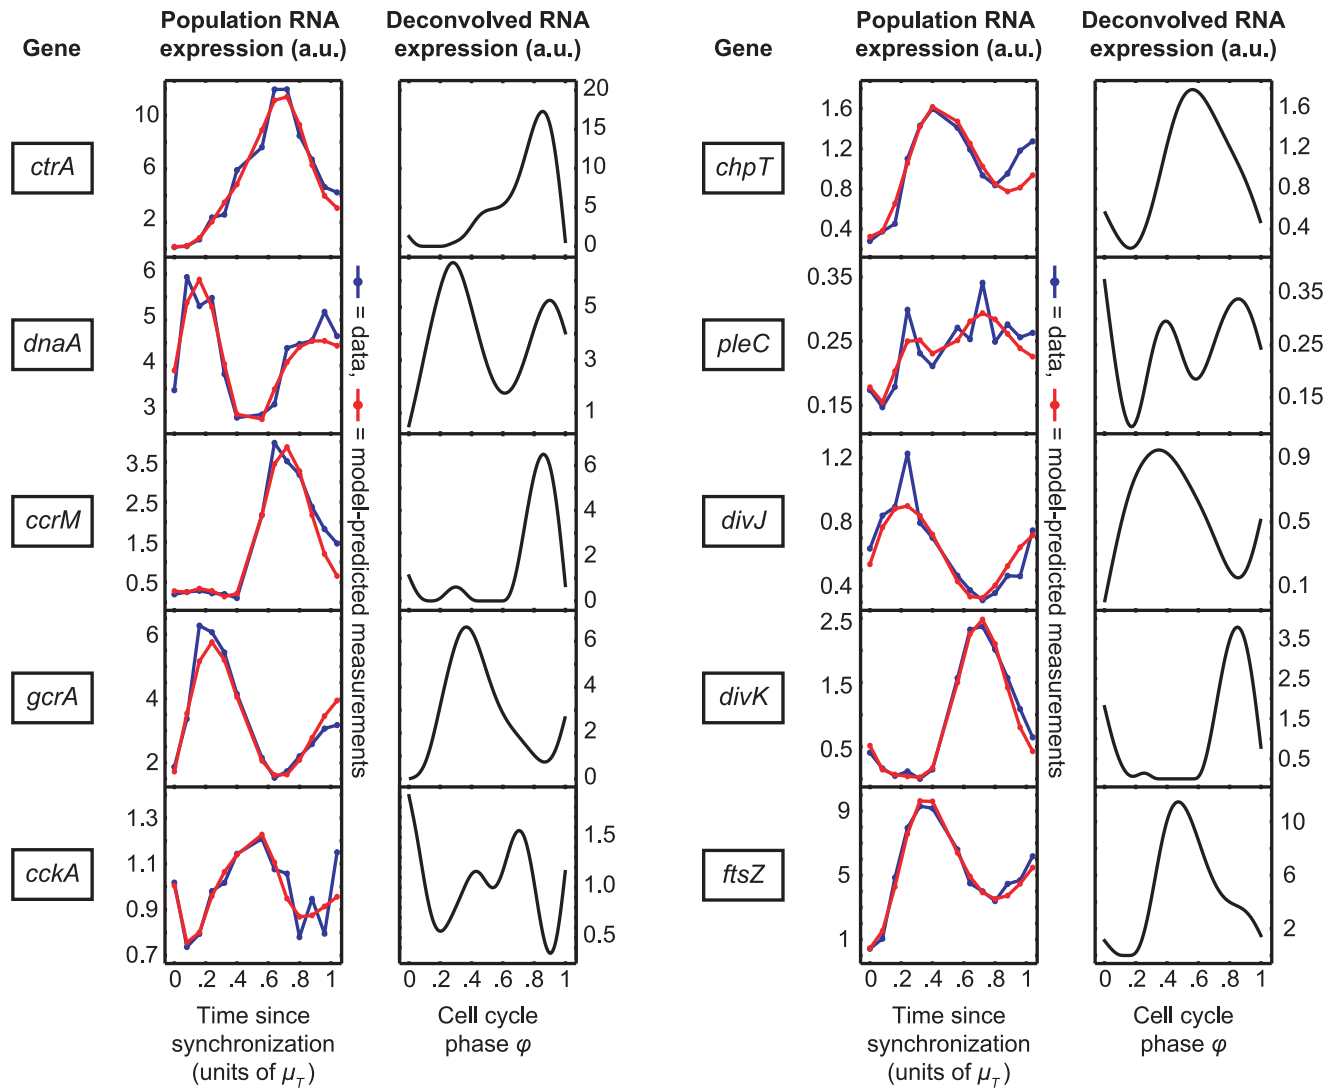 Gene
Population RNA
expression (a.u.)
Deconvolved RNA
expression (a.u.)
Gene
Population RNA
expression (a.u.)
Deconvolved RNA
expression (a.u.)
ctrA
10
6
2
20
15
10
5
0
chpT
1.6
1.2
0.8
0.4
1.6
1.2
0.8
0.4
dnaA
6
5
4
3
5
3
1
pleC
0.35
0.25
0.15
0.35
0.25
0.15
ccrM
3.5
2.5
1.5
0.5
6
4
2
0
divJ
1.2
0.8
0.4
0.9
0.5
0.1
gcrA
6
4
2
6
4
2
0
divK
2.5
1.5
0.5
3.5
2.5
1.5
0.5
cckA
1.3
1.1
0.9
0.7
1.5
1.0
0.5
ftsZ
9
5
1
10
6
2
= data, = model-predicted measurements
= data, = model-predicted measurements
0 .2 .4 .6 .8 1
0 .2 .4 .6 .8 1
0 .2 .4 .6 .8 1
0 .2 .4 .6 .8 1
Time since
synchronization
(units of μT)
Cell cycle
phase φ
Time since
synchronization
(units of μT)
Cell cycle
phase φ